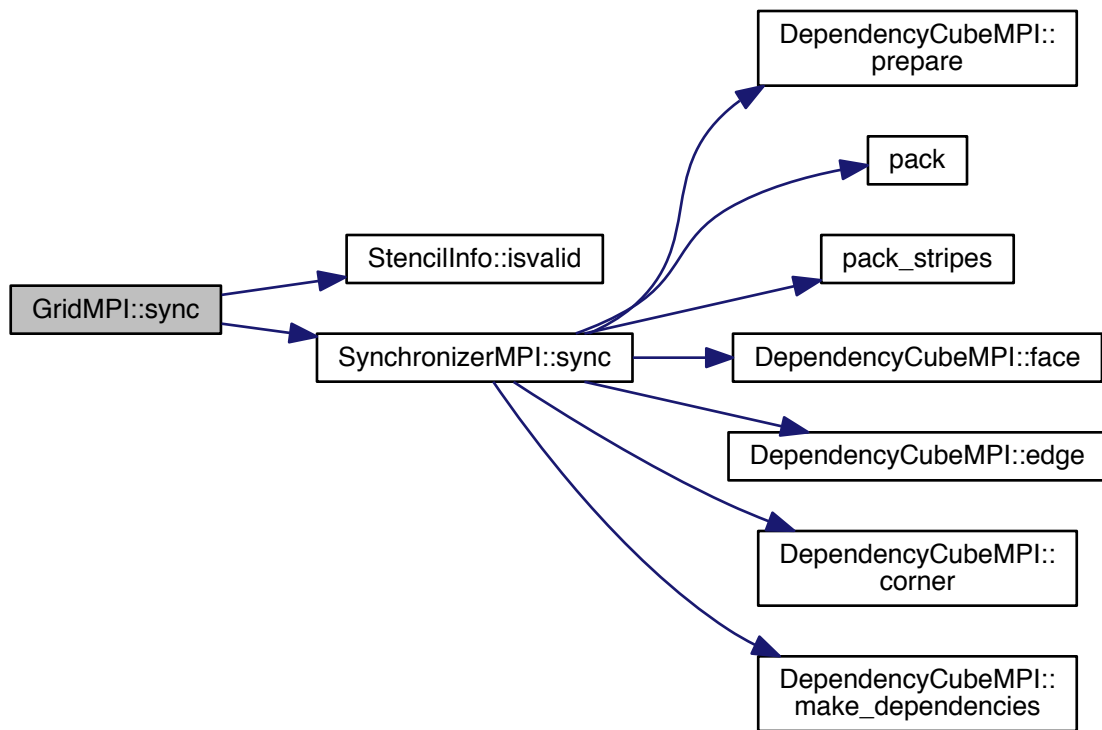 DependencyCubeMPI::
prepare
pack
StencilInfo::isvalid
pack_stripes
GridMPI::sync
SynchronizerMPI::sync
DependencyCubeMPI::face
DependencyCubeMPI::edge
DependencyCubeMPI::
corner
DependencyCubeMPI::
make_dependencies